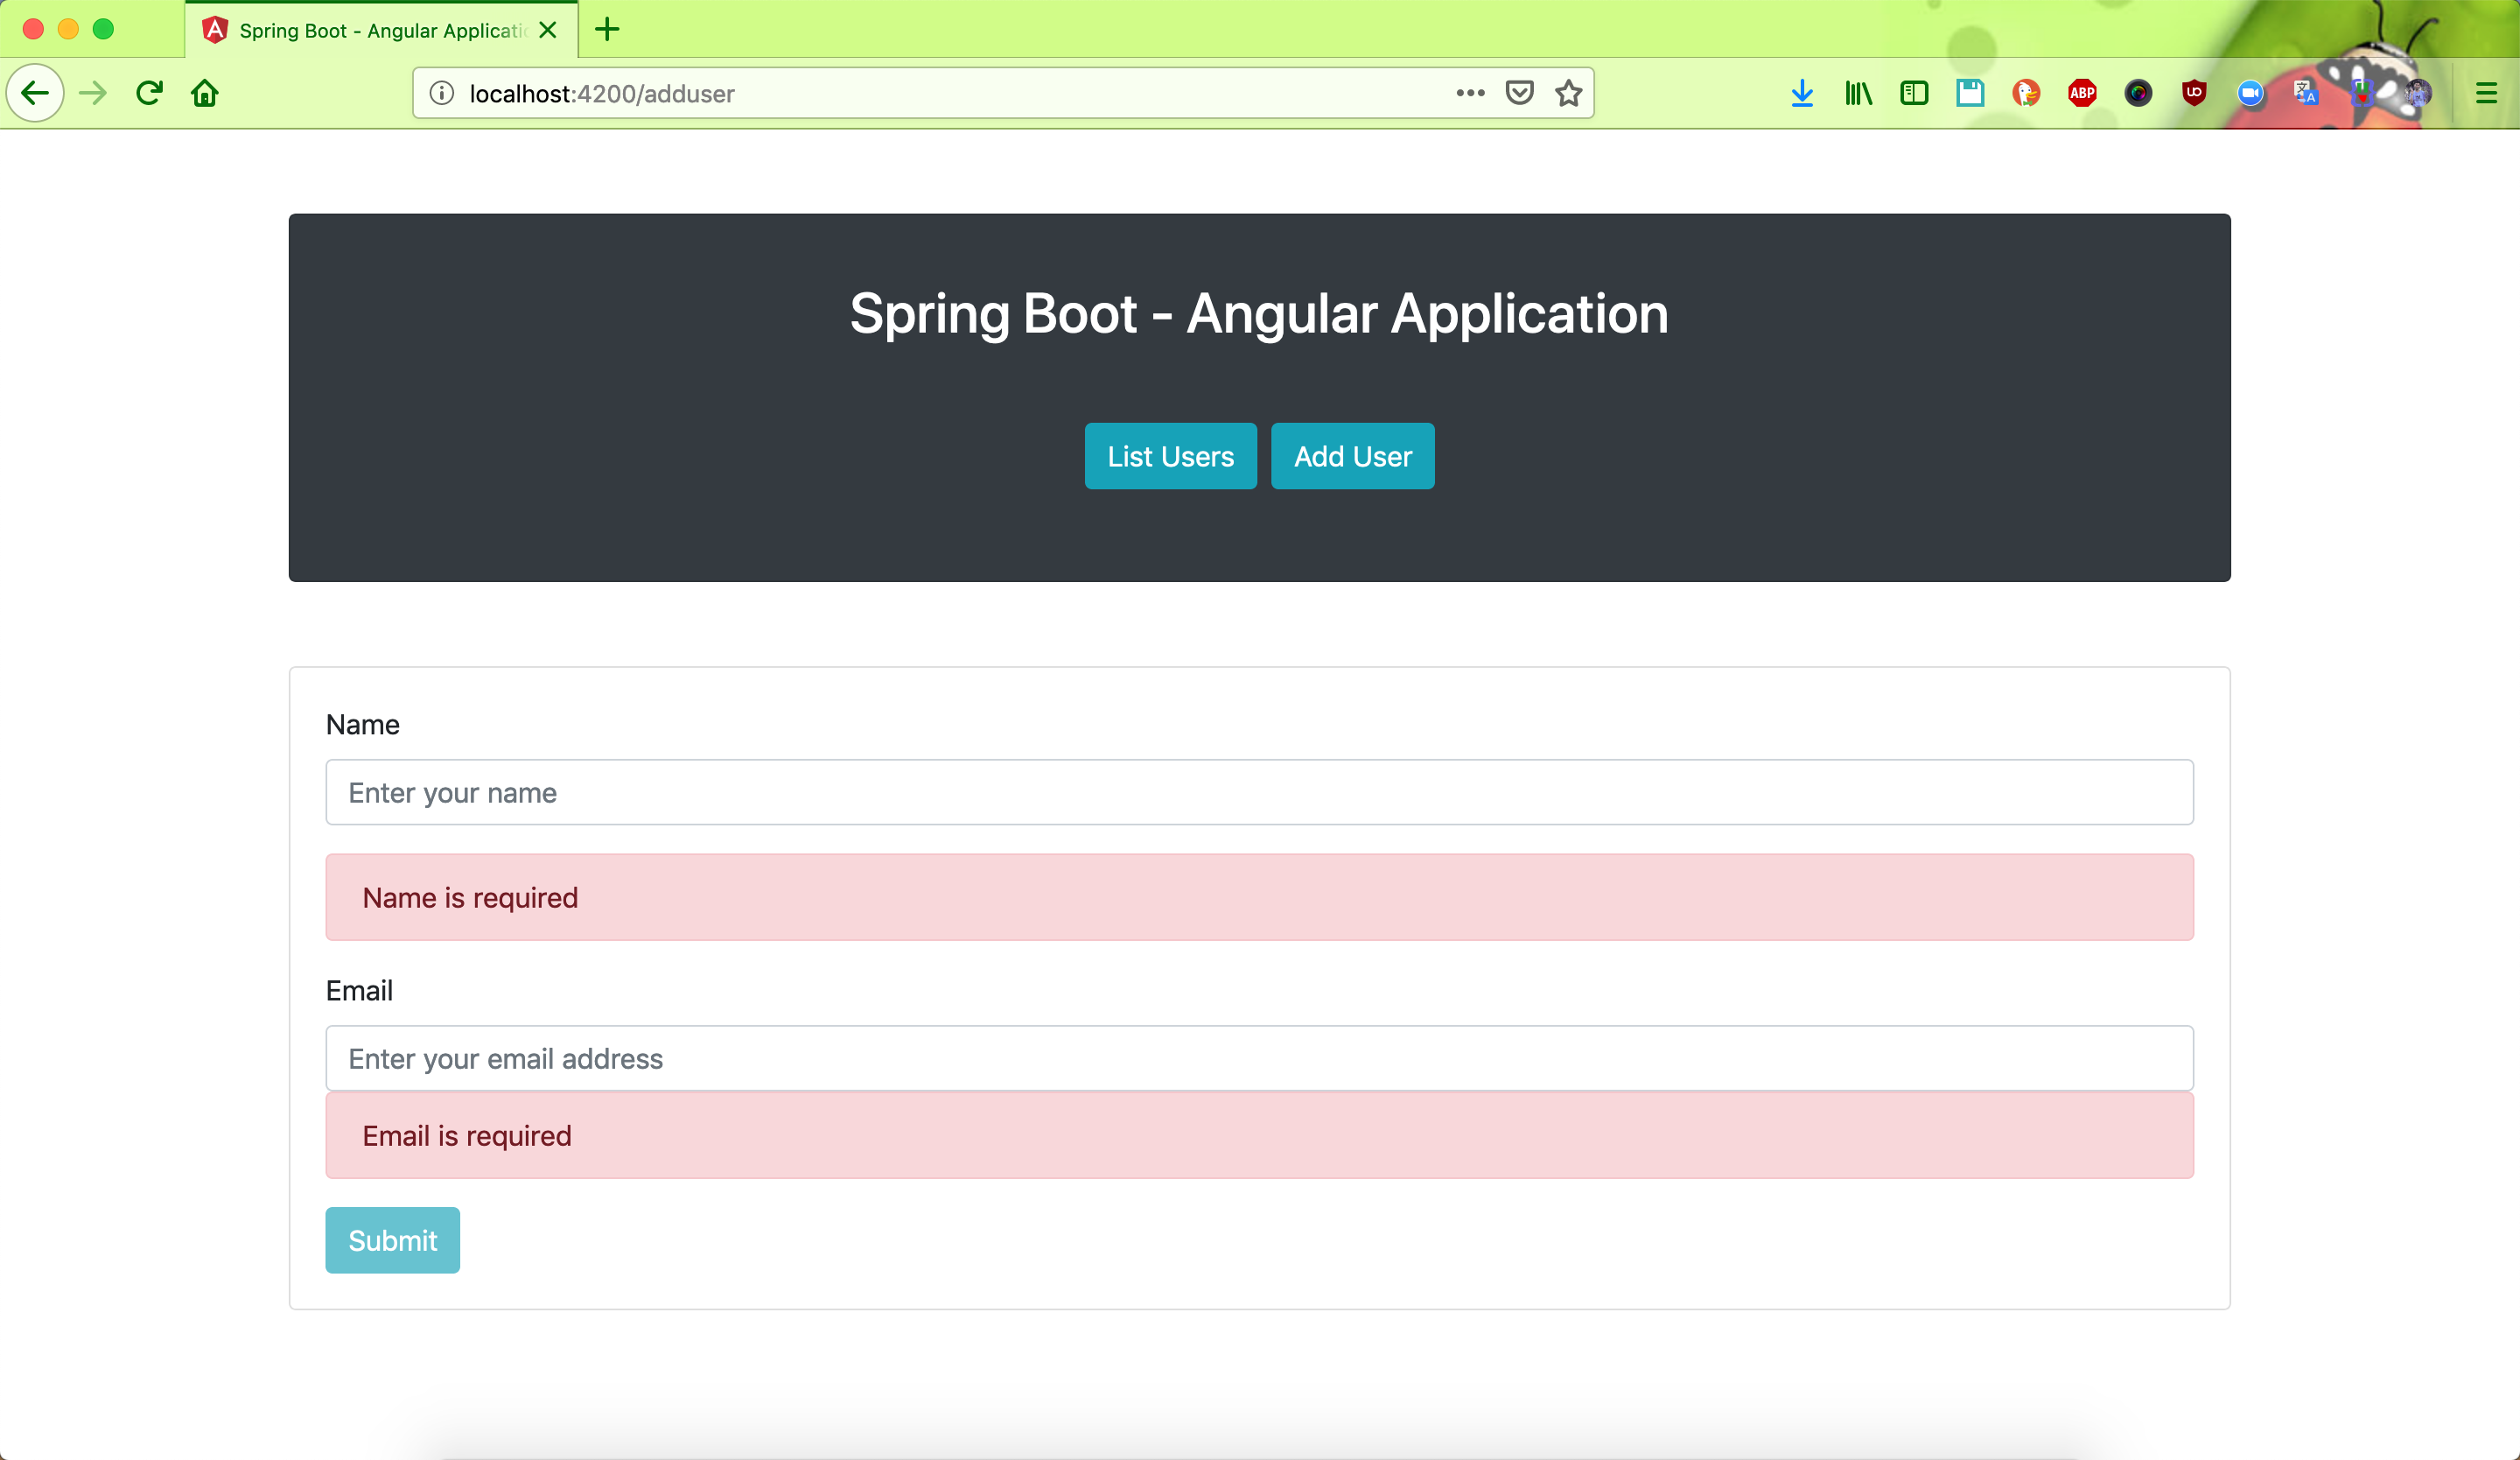 Spring Boot - Angular Applicatio
localhost:4200/adduser
ABP
Spring Boot - Angular Application
List Users
Add User
Name
Enter your name
Name is required
Email
Enter your email address
Email is required
Submit